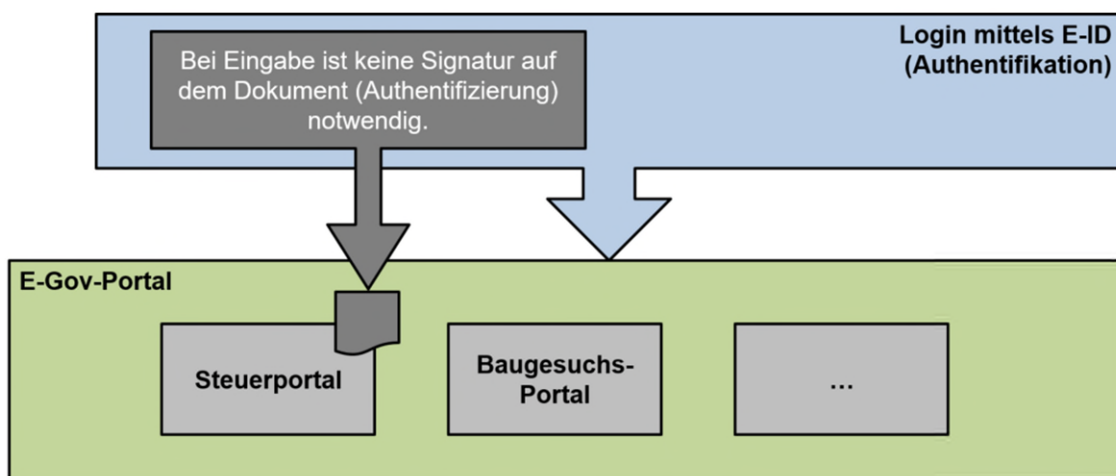 Login mittels E-ID
(Authentifikation)
Bei Eingabe ist keine Signatur auf
dem Dokument (Authentifizierung)
notwendig.
E-Gov-Portal
Steuerportal
Baugesuchs-
Portal
...